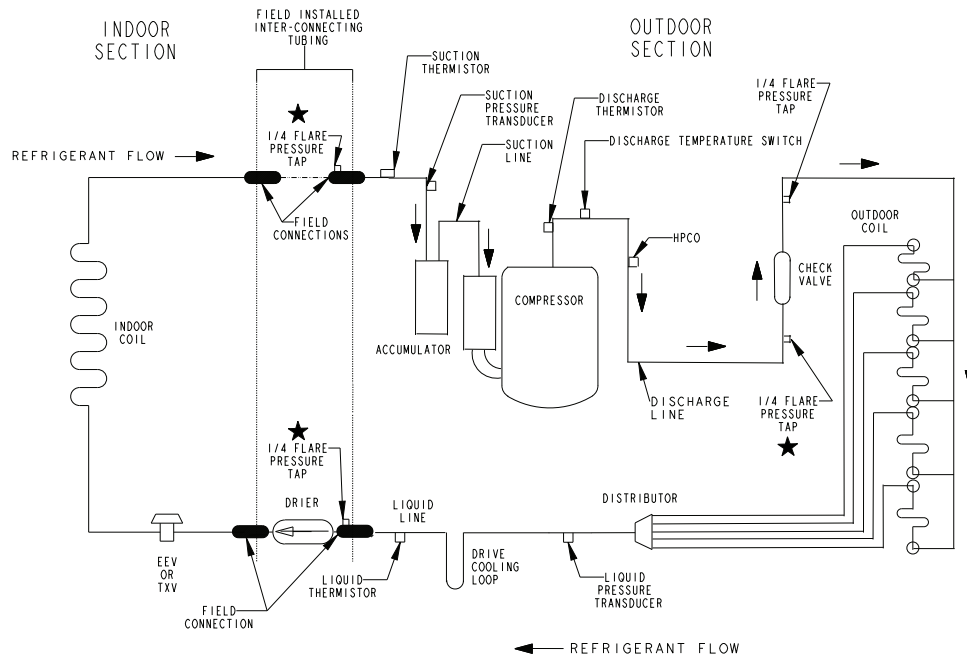 INDOOR
SECTION
FIELD INSTALLED
INTER-CONNECTING
TUBING
OUTDOOR
SECTION
SUCTION
THERMISTOR
SUCTION
PRESSURE
TRANSDUCER
DISCHARGE
THERMISTOR
1/4 FLARE
PRESSURE
TAP
1/4 FLARE
PRESSURE
TAP
SUCTION
LINE
DISCHARGE TEMPERATURE SWITCH
REFRIGERANT FLOW
FIELD
CONNECTIONS
OUTDOOR
COIL
HPCO
CHECK
VALVE
COMPRESSOR
INDOOR
COIL
ACCUMULATOR
DISCHARGE
LINE
1/4 FLARE
PRESSURE
TAP
1/4 FLARE
PRESSURE
TAP
DRIER
LIQUID
LINE
DISTRIBUTOR
EEV
OR
TXV
DRIVE
COOLING
LOOP
LIQUID
THERMISTOR
LIQUID
PRESSURE
TRANSDUCER
FIELD
CONNECTION
REFRIGERANT FLOW